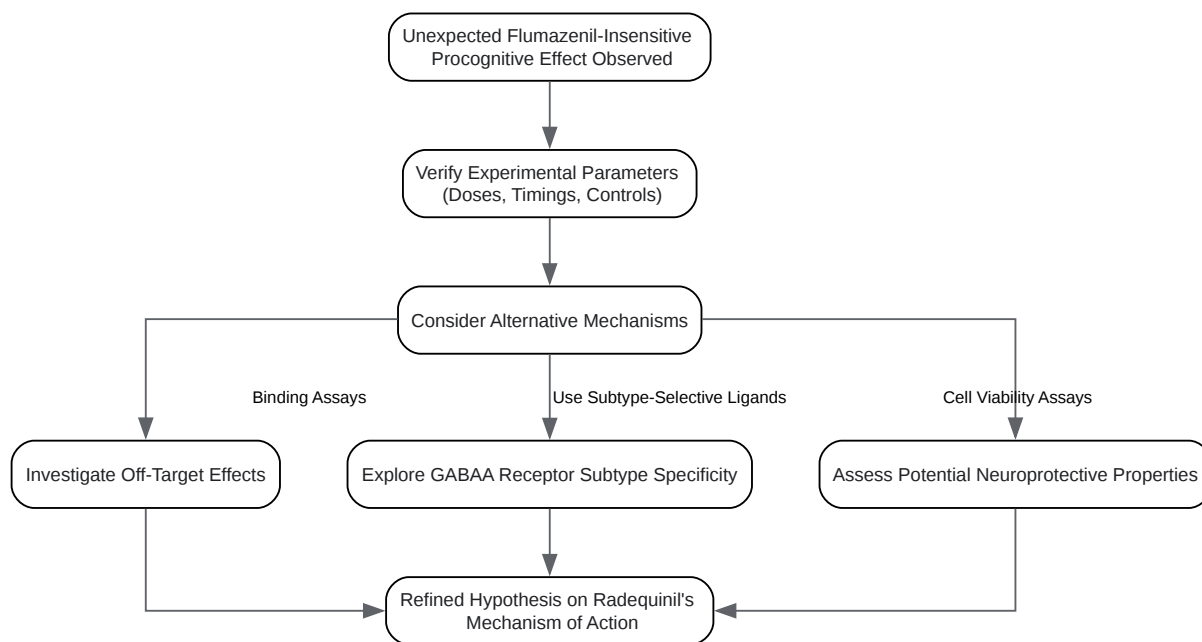 Unexpected Flumazenil-Insensitive
Procognitive Effect Observed
Verify Experimental Parameters
(Doses, Timings, Controls)
Consider Alternative Mechanisms
Binding Assays
Use Subtype-Selective Ligands
Cell Viability Assays
Investigate Off-Target Effects
Explore GABAA Receptor Subtype Specificity
Assess Potential Neuroprotective Properties
Refined Hypothesis on Radequinil's
Mechanism of Action